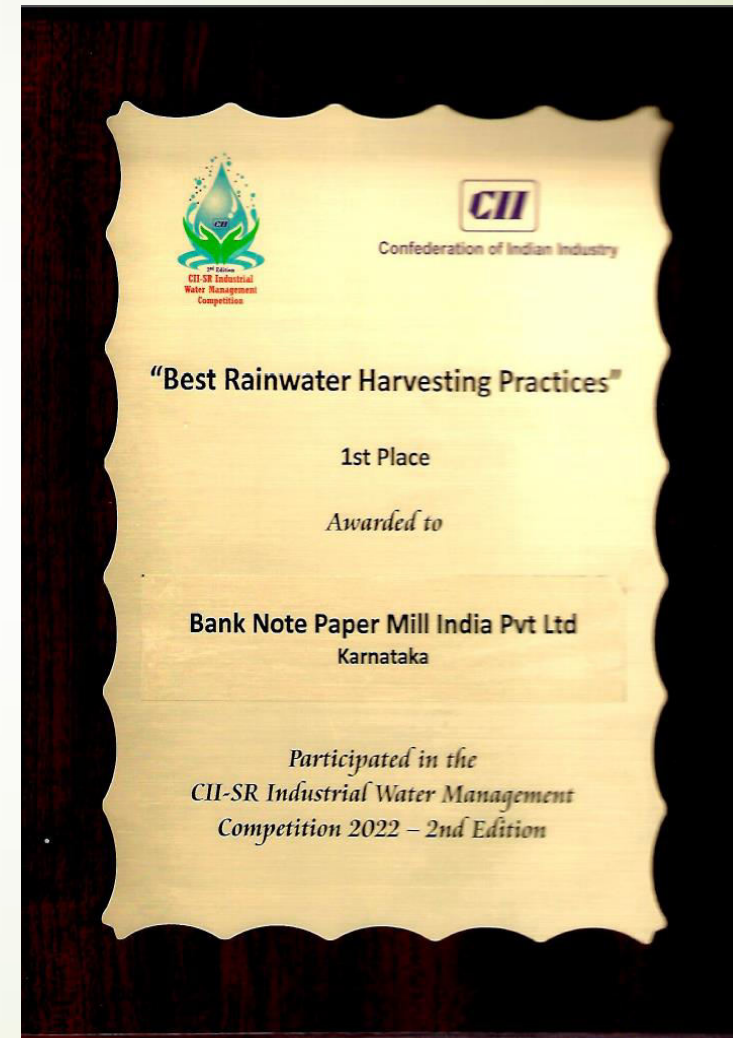 CII
2nd Edition
CII-SR Industrial
Water Management
Competition
CII
Confederation of Indian Industry
“Best Rainwater Harvesting Practices”
1st Place
Awarded to
Bank Note Paper Mill India Pvt Ltd
Karnataka
Participated in the
CII-SR Industrial Water Management
Competition 2022 – 2nd Edition